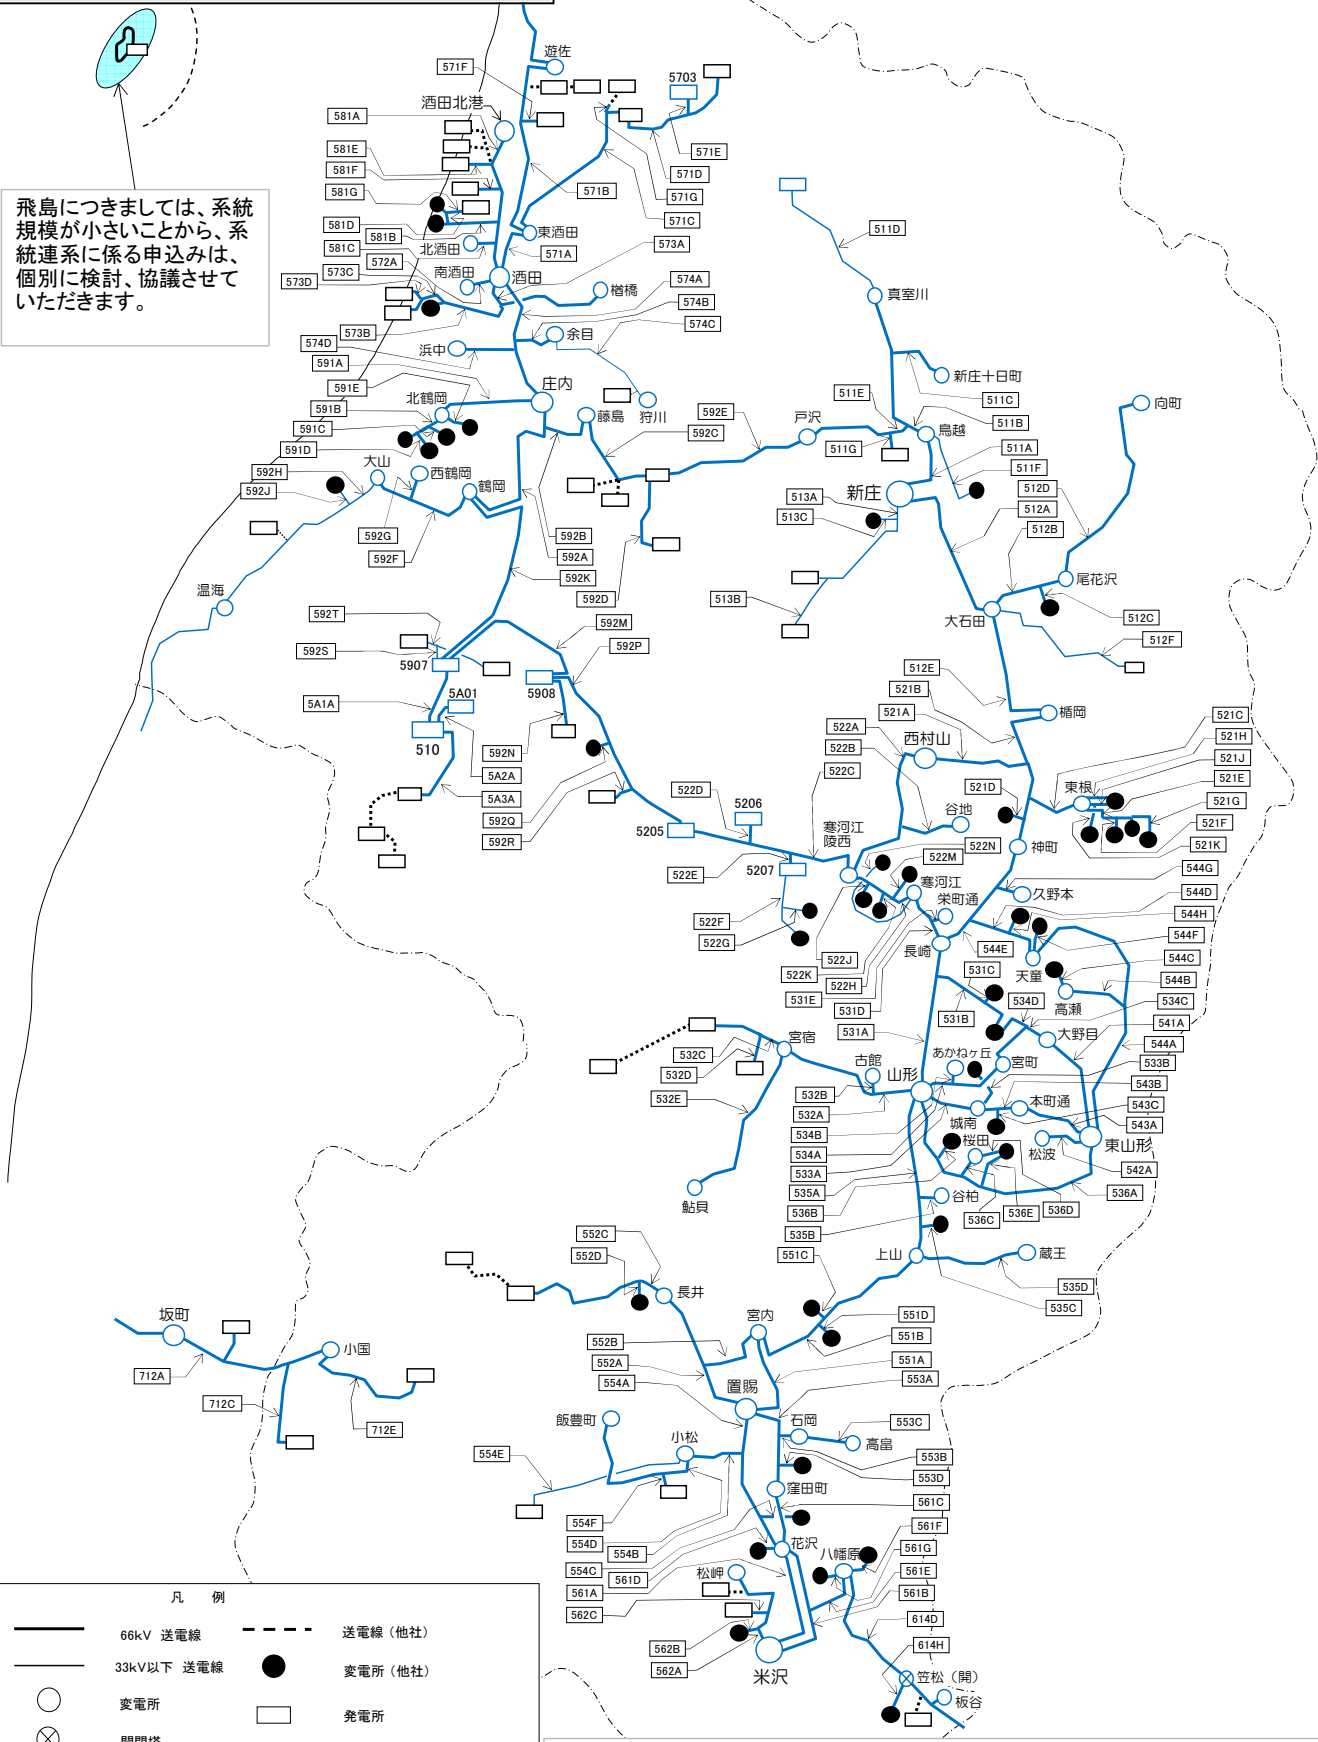 遊佐
571F
5703
酒田北港
581A
581E
581F
581G
571E
571D
571G
571B
571C
581D
581B
581C
東酒田
573A
北酒田
571A
572A
573C
573D
南酒田
酒田
574A
楢橋
574B
574C
573B
574D
浜中
余目
591A
591E
庄内
北鶴岡
591B
591C
591D
藤島
狩川
592E
592C
戸沢
511E
511G
511D
真室川
新庄十日町
511C
511B
鳥越
511A
511F
向町
飛島につきましては、系統
規模が小さいことから、系
統連系に係る申込みは、
個別に検討、協議させて
いただきます。
592H
592J
大山
西鶴岡
鶴岡
592G
592F
592B
592A
592K
592D
新庄
513A
513C
513B
512D
512A
512B
尾花沢
大石田
512C
512F
温海
592T
592S
5907
592M
592P
5A1A
5A01
5908
510
592N
5A2A
5A3A
592Q
592R
512E
521B
521A
楯岡
522A
522B
522C
西村山
521C
521H
521J
521E
521G
521F
521K
東根
521D
522D
5206
5205
5207
522E
谷地
寒河江
陵西
522N
522M
神町
544G
544D
544H
544F
544C
544B
534C
541A
544A
533B
543B
543C
543A
寒河江
栄町通
久野本
522F
522G
522J
522K
522H
531E
531D
531A
長崎
544E
天童
531C
531B
高瀬
534D
大野目
532C
532D
532E
宮宿
古館
山形
あかねヶ丘
宮町
532B
532A
534B
534A
533A
535A
536B
535B
城南
本町通
桜田
松波
東山形
542A
536A
536D
536E
536C
谷柏
鮎貝
552C
552D
551C
上山
蔵王
535D
535C
長井
宮内
551D
551B
551A
553A
552B
552A
554A
置賜
坂町
小国
712A
712C
712E
飯豊町
小松
554E
石岡
高畠
553C
553B
553D
窪田町
561C
561F
561G
561E
561B
554F
554D
554B
554C
561D
561A
562C
花沢
八幡原
松岬
562B
562A
614D
614H
米沢
笠松（開）
板谷
凡 例
66kV 送電線
送電線（他社）
33kV以下 送電線
変電所（他社）
変電所
発電所